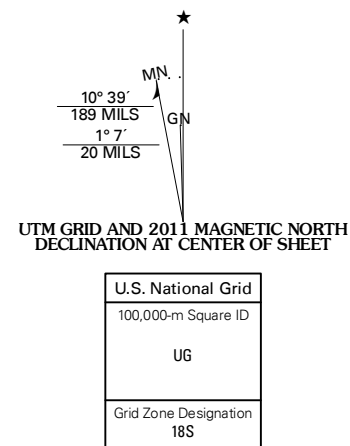 ★
MN
GN
10° 39´
189 MILS
1° 7´
20 MILS
UTM GRID AND 2011 MAGNETIC NORTH
DECLINATION AT CENTER OF SHEET
U.S. National Grid
100,000-m Square ID
UG
Grid Zone Designation
18S